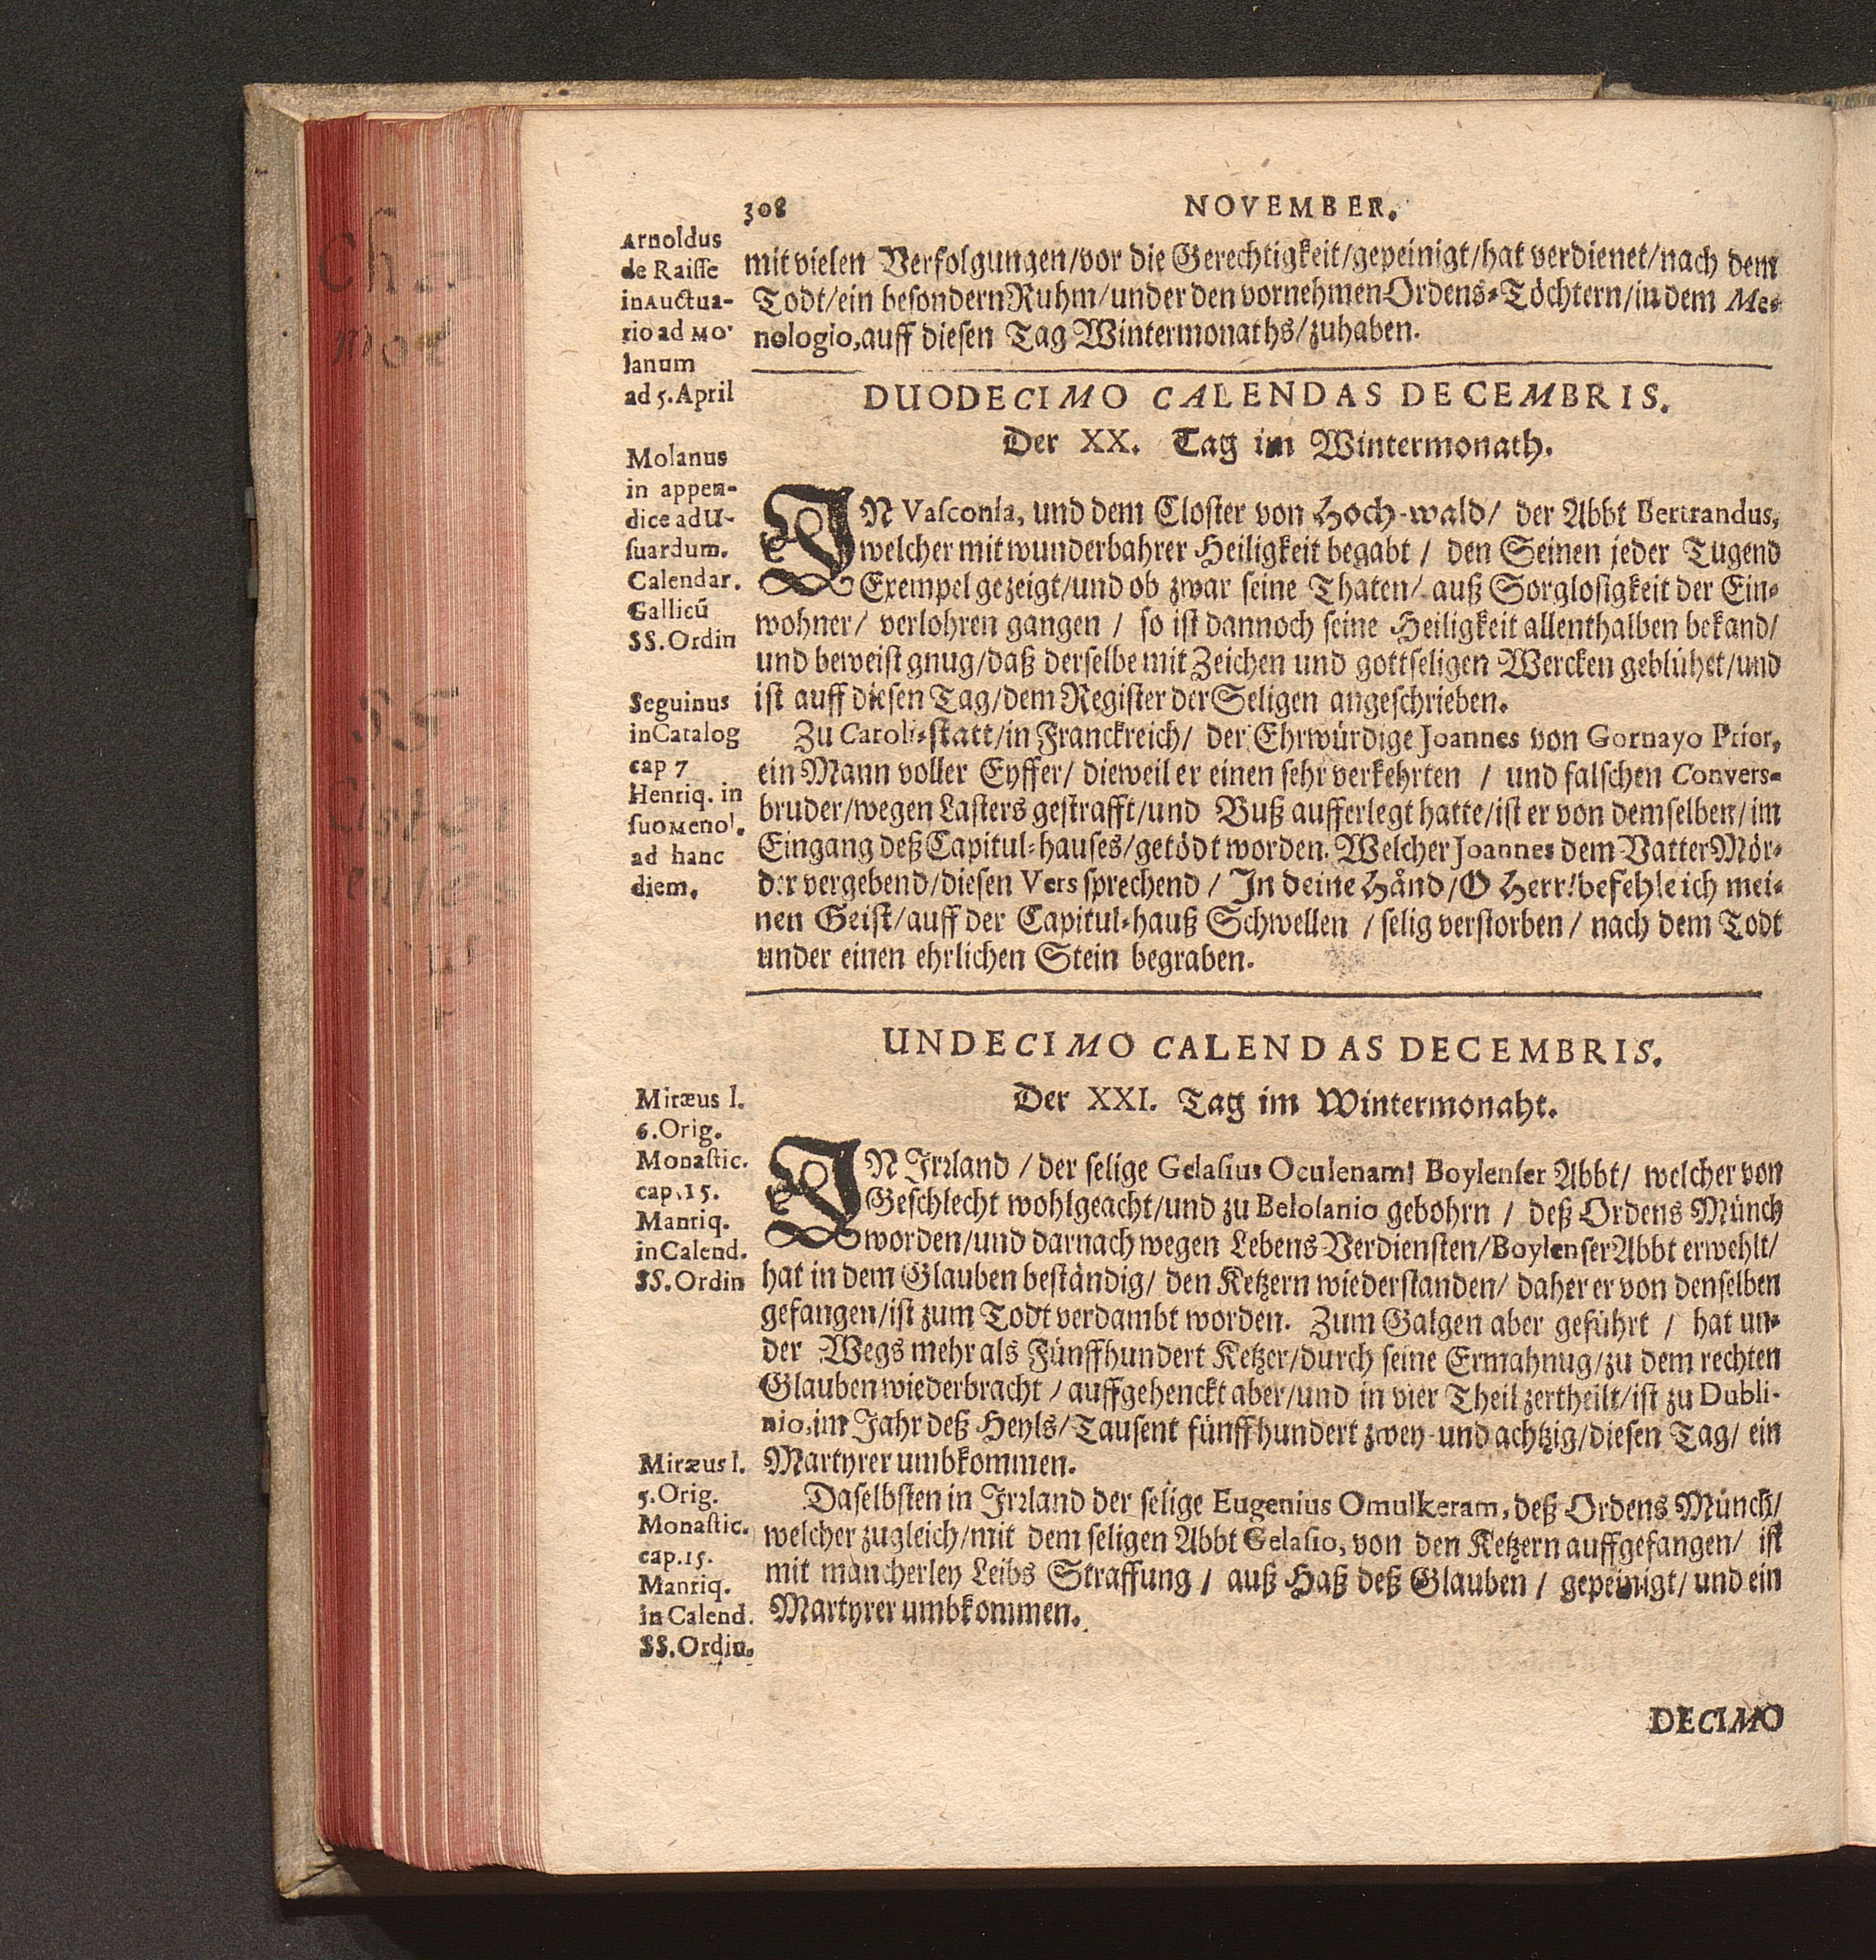 308
NOVEMBER.
Arnoldus
de Raiſſe
in Auctua-
rio ad Mo-
lanum
ad 5. April
mit vielen Verfolgungen/vor die Gerechtigkeit/gepeinigt/hat verdienet/nach dem
Todt/ein besondern Ruhm/under den vornehmen Ordens-Töchtern/in dem Me-
nologio, auff diesen Tag Wintermonaths/zuhaben.
DUODECIMO CALENDAS DECEMBRIS.
Der XX. Tag im Wintermonath.
Molanus
in appen-
dice ad U-
ſuardum.
Calendar.
Gallicũ
SS. Ordin
IN Vaſconia, und dem Closter von Hoch-wald/ der Abbt Bertrandus,
welcher mit wunderbahrer Heiligkeit begabt / den Seinen jeder Tugend
Exempel gezeigt/und ob zwar seine Thaten/ auß Sorglosigkeit der Ein-
wohner/ verlohren gangen / so ist dannoch seine Heiligkeit allenthalben bekand/
und beweist gnug/daß derselbe mit Zeichen und gottseligen Wercken geblühet/und
ist auff diesen Tag/dem Register der Seligen angeschrieben.
Seguinus
in Catalog
cap 7
Henriq. in
ſuo Menol.
ad hanc
diem.
Zu Caroli-statt/in Franckreich/ der Ehrwürdige Joannes von Gornayo Prior,
ein Mann voller Eyffer/ dieweil er einen sehr verkehrten / und falschen Convers-
bruder/wegen Lasters gestrafft/und Buß aufferlegt hatte/ist er von demselben/im
Eingang deß Capitul-hauses/getödt worden. Welcher Joannes dem Vatter Mör-
der vergebend/diesen Vers sprechend / In deine Händ/O Herr! befehle ich mei-
nen Geist/auff der Capitul-hauß Schwellen / selig verstorben / nach dem Todt
under einen ehrlichen Stein begraben.
UNDECIMO CALENDAS DECEMBRIS.
Der XXI. Tag im Wintermonaht.
Miræus l.
6. Orig.
Monaſtic.
cap. 15.
Manriq.
in Calend.
SS. Ordin
IN Irrland / der selige Gelaſius Oculenami Boylenſer Abbt/ welcher von
Geschlecht wohlgeacht/und zu Belolanio gebohrn / deß Ordens Münch
worden/und darnach wegen Lebens Verdiensten/Boylenser Abbt erwehlt/
hat in dem Glauben beständig/ den Ketzern wiederstanden/ daher er von denselben
gefangen/ist zum Todt verdambt worden. Zum Galgen aber geführt / hat un-
der Wegs mehr als Fünffhundert Ketzer/durch seine Ermahnug/zu dem rechten
Glauben wiederbracht / auffgehenckt aber/und in vier Theil zertheilt/ist zu Dubli-
nio, im Jahr deß Heyls/Tausent fünffhundert zwey-und achtzig/diesen Tag/ ein
Martyrer umbkommen.
Miræus l.
5. Orig.
Monaſtic.
cap. 15.
Manriq.
in Calend.
SS. Ordin.
Daselbsten in Irrland der selige Eugenius Omulkeram, deß Ordens Münch/
welcher zugleich/mit dem seligen Abbt Gelaſio, von den Ketzern auffgefangen/ ist
mit mancherley Leibs Straffung / auß Haß deß Glauben / gepeinigt/ und ein
Martyrer umbkommen.
DECIMO